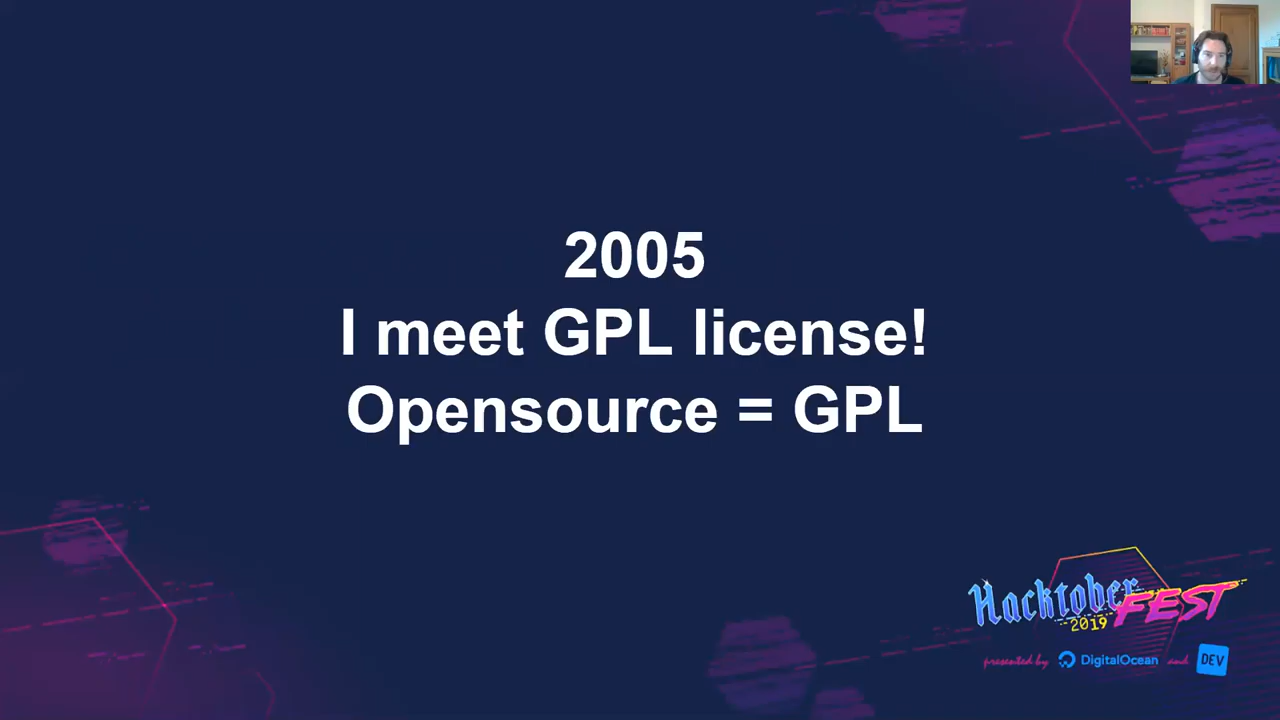 2005
I meet GPL license!
Opensource = GPL
Hacktober
FEST
2019
presented by DigitalOcean and DEV